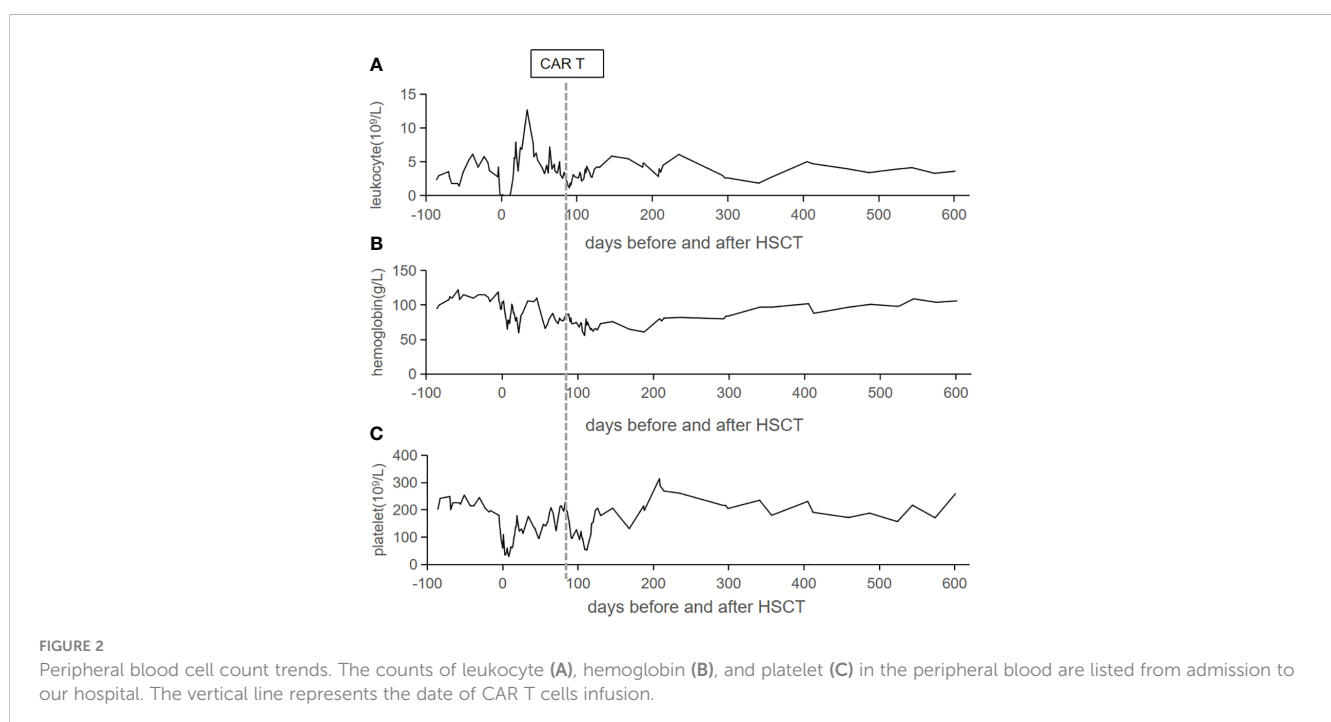 A
CAR T
leukocyte(10⁹/L)
15
10
5
0
-100 0 100 200 300 400 500 600
days before and after HSCT
B
hemoglobin(g/L)
150
100
50
0
-100 0 100 200 300 400 500 600
days before and after HSCT
C
platelet(10⁹/L)
400
300
200
100
0
-100 0 100 200 300 400 500 600
days before and after HSCT
FIGURE 2
Peripheral blood cell count trends. The counts of leukocyte (A), hemoglobin (B), and platelet (C) in the peripheral blood are listed from admission to
our hospital. The vertical line represents the date of CAR T cells infusion.